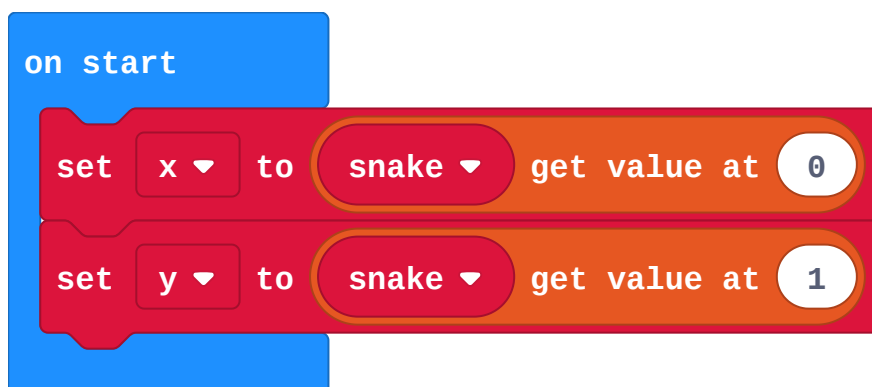 on start
set x to snake get value at 0
set y to snake get value at 1